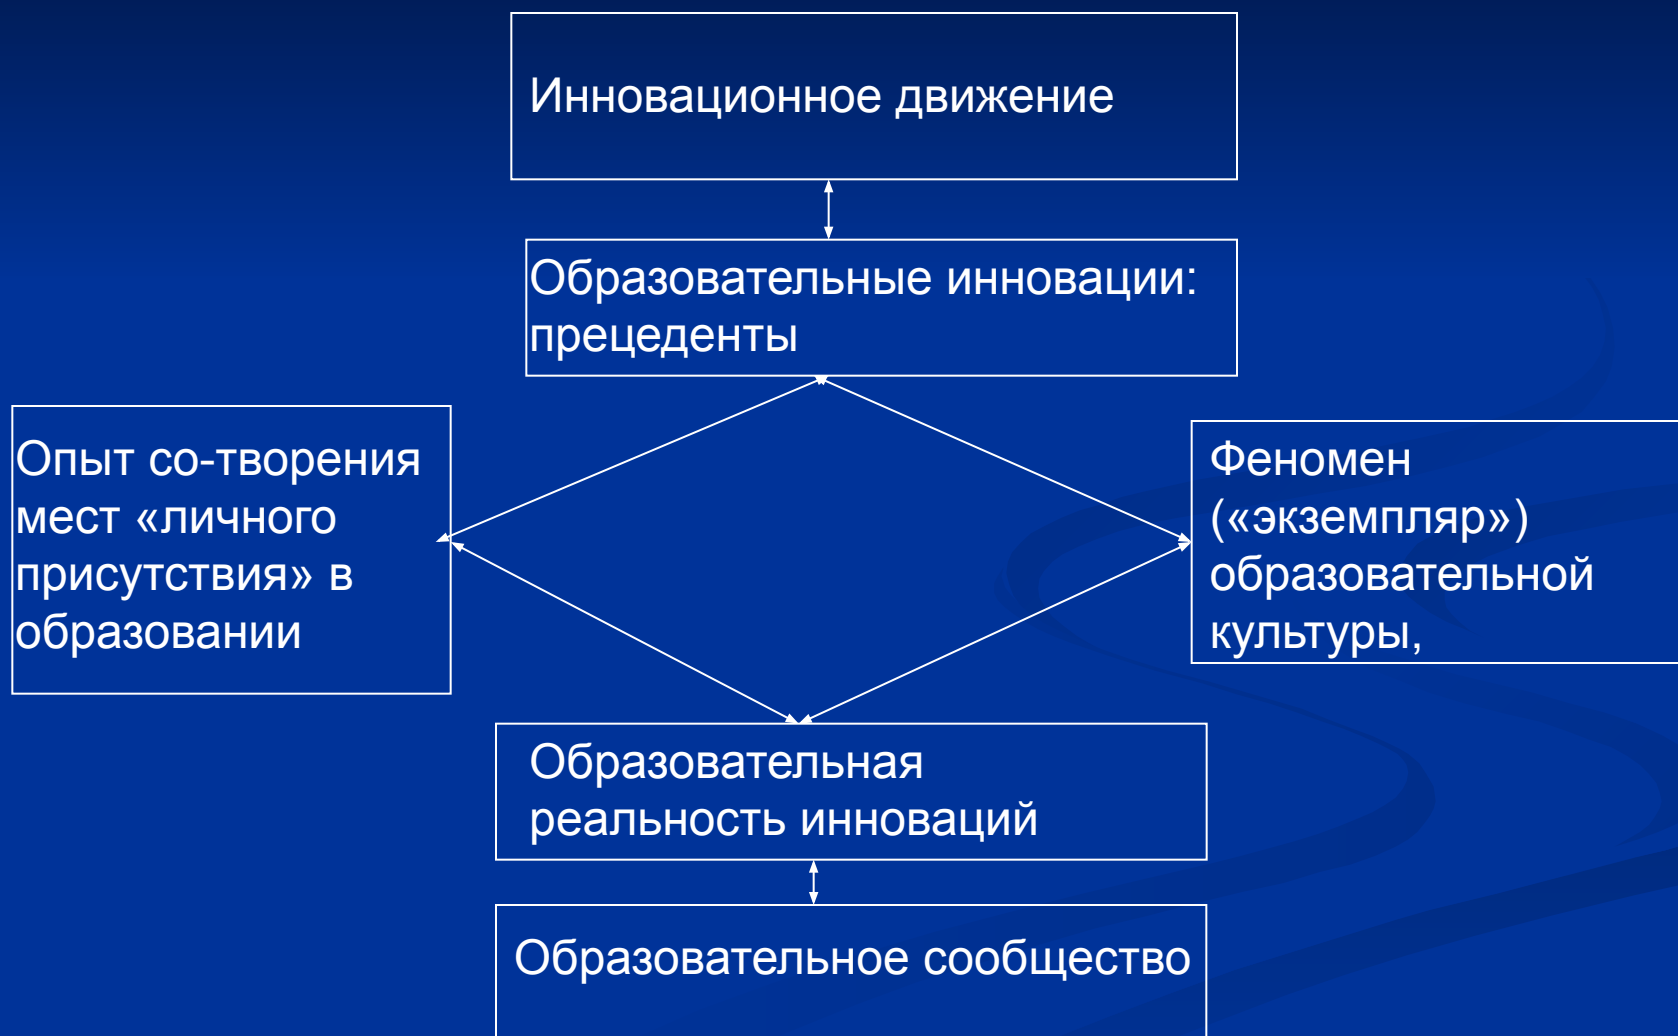 Инновационное движение
Образовательные инновации:
прецеденты
Опыт со-творения
мест «личного
присутствия» в
образовании
Феномен
(«экземпляр»)
образовательной
культуры,
Образовательная
реальность инноваций
Образовательное сообщество